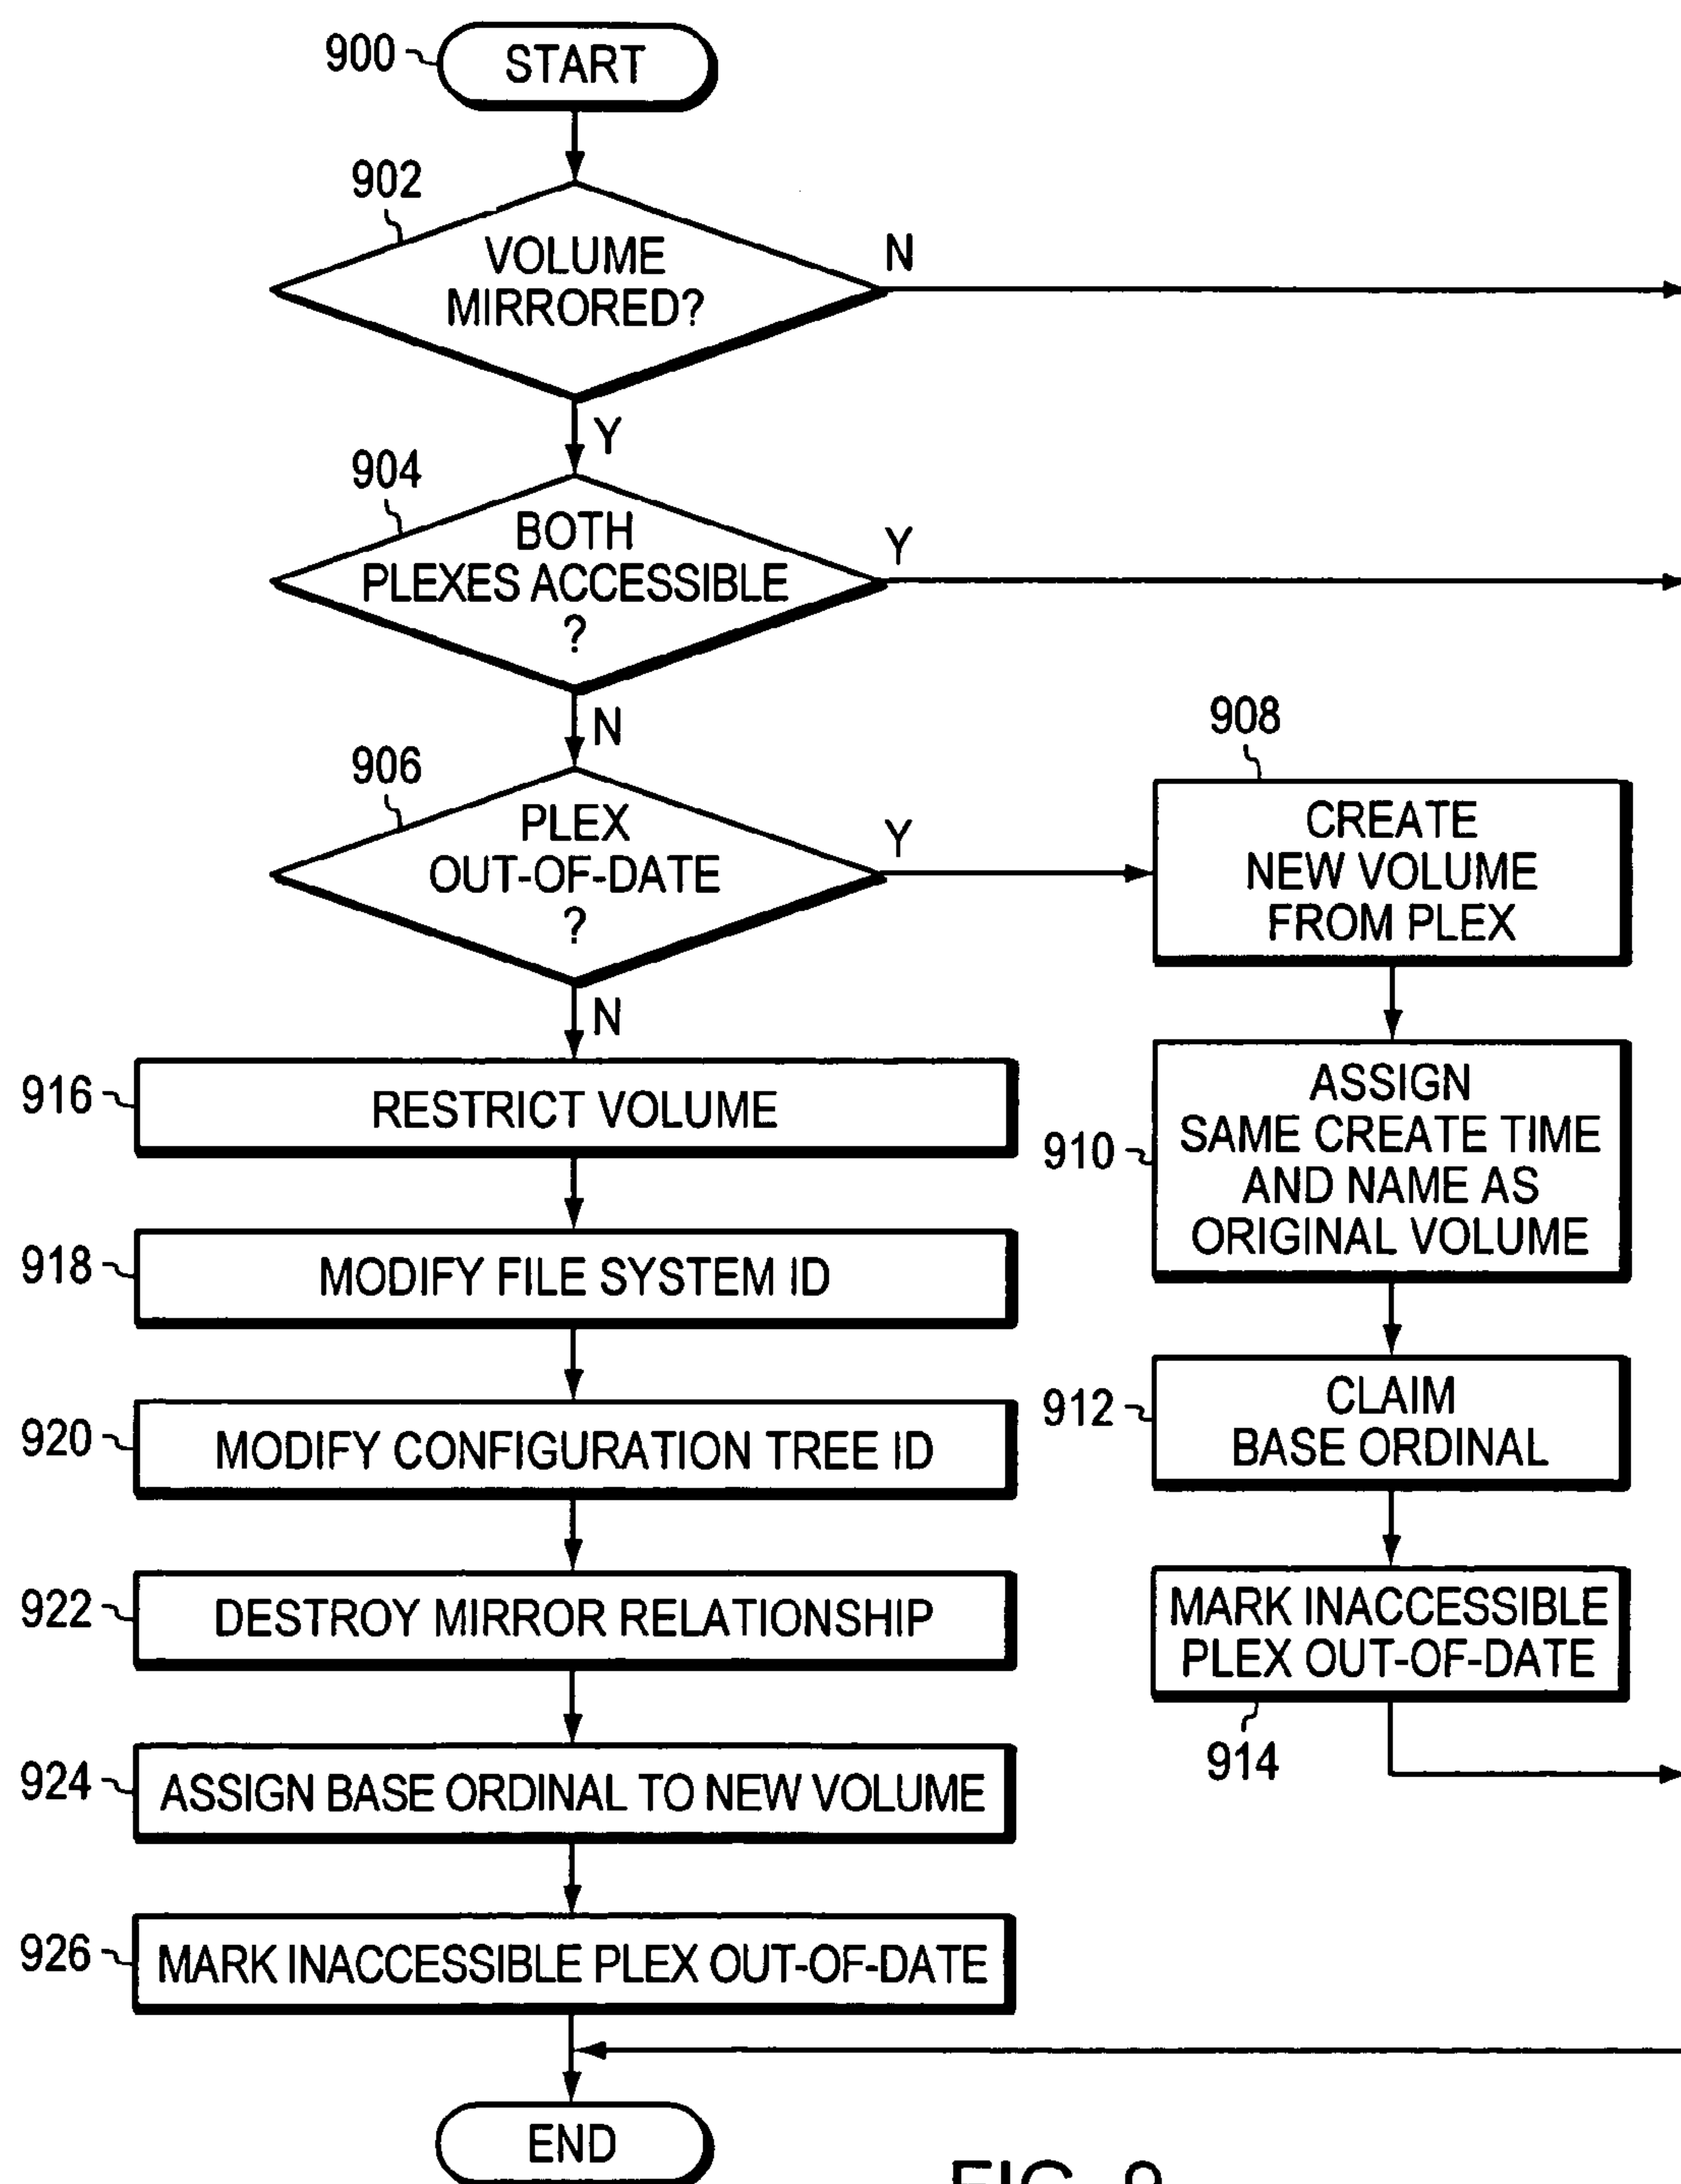 900
START
902
VOLUME
MIRRORED?
N
Y
904
BOTH
PLEXES ACCESSIBLE
?
Y
N
906
PLEX
OUT-OF-DATE
?
Y
N
908
CREATE
NEW VOLUME
FROM PLEX
910
ASSIGN
SAME CREATE TIME
AND NAME AS
ORIGINAL VOLUME
912
CLAIM
BASE ORDINAL
MARK INACCESSIBLE
PLEX OUT-OF-DATE
914
916
RESTRICT VOLUME
918
MODIFY FILE SYSTEM ID
920
MODIFY CONFIGURATION TREE ID
922
DESTROY MIRROR RELATIONSHIP
924
ASSIGN BASE ORDINAL TO NEW VOLUME
926
MARK INACCESSIBLE PLEX OUT-OF-DATE
END